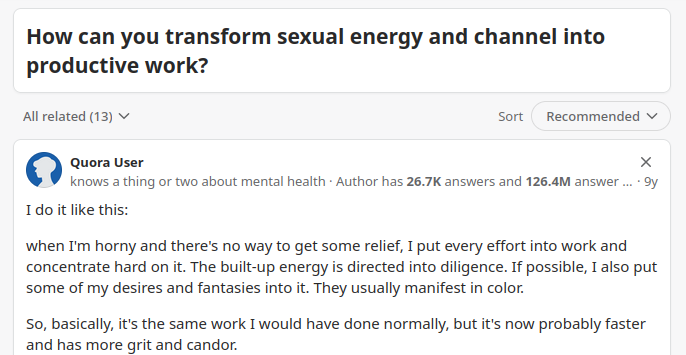 How can you transform sexual energy and channel into
productive work?
All related (13)
Sort
Recommended
Quora User
knows a thing or two about mental health · Author has 26.7K answers and 126.4M answer ... · 9y
I do it like this:
when I'm horny and there's no way to get some relief, I put every effort into work and
concentrate hard on it. The built-up energy is directed into diligence. If possible, I also put
some of my desires and fantasies into it. They usually manifest in color.
So, basically, it's the same work I would have done normally, but it's now probably faster
and has more grit and candor.